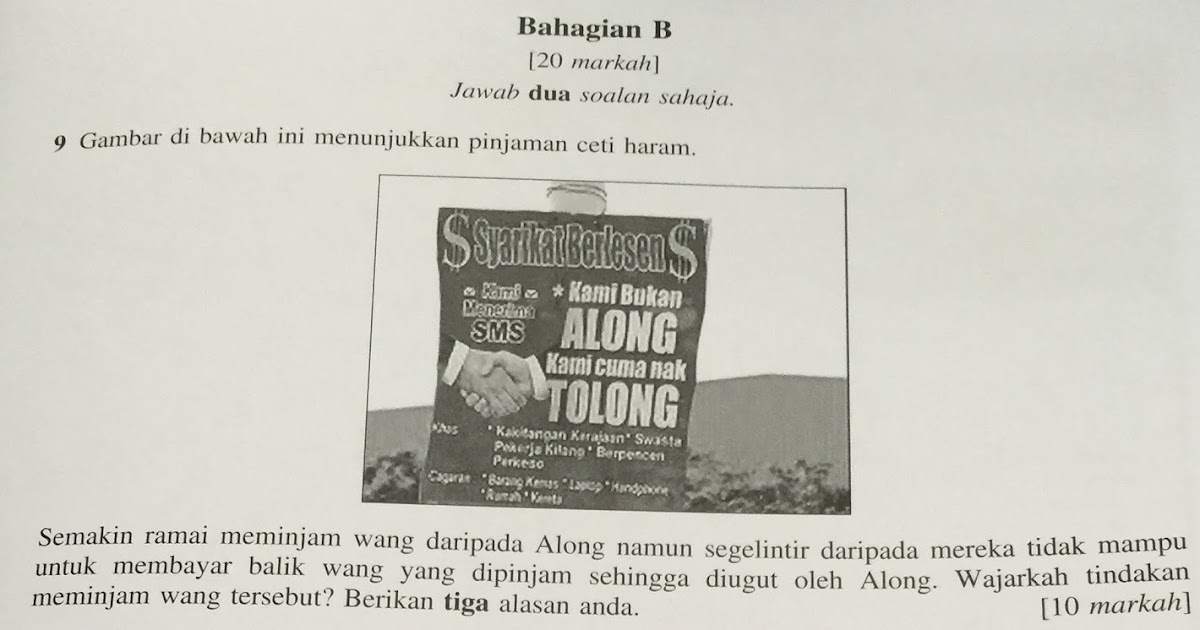 Bahagian B
[20 markah]
Jawab dua soalan sahaja.
9 Gambar di bawah ini menunjukkan pinjaman ceti haram.
$ Syarikat Berlesen $
Kami
Menerima
SMS
* Kami Bukan
ALONG
Kami cuma nak
TOLONG
* Kakitangan Kerajaan * Swasta
Pekerja Kilang * Berpencen
Perkeso
Cagaran * Barang Kemas * Laptop * Handphone
* Rumah * Kereta
Semakin ramai meminjam wang daripada Along namun segelintir daripada mereka tidak mampu
untuk membayar balik wang yang dipinjam sehingga diugut oleh Along. Wajarkah tindakan
meminjam wang tersebut? Berikan tiga alasan anda.
[10 markah]